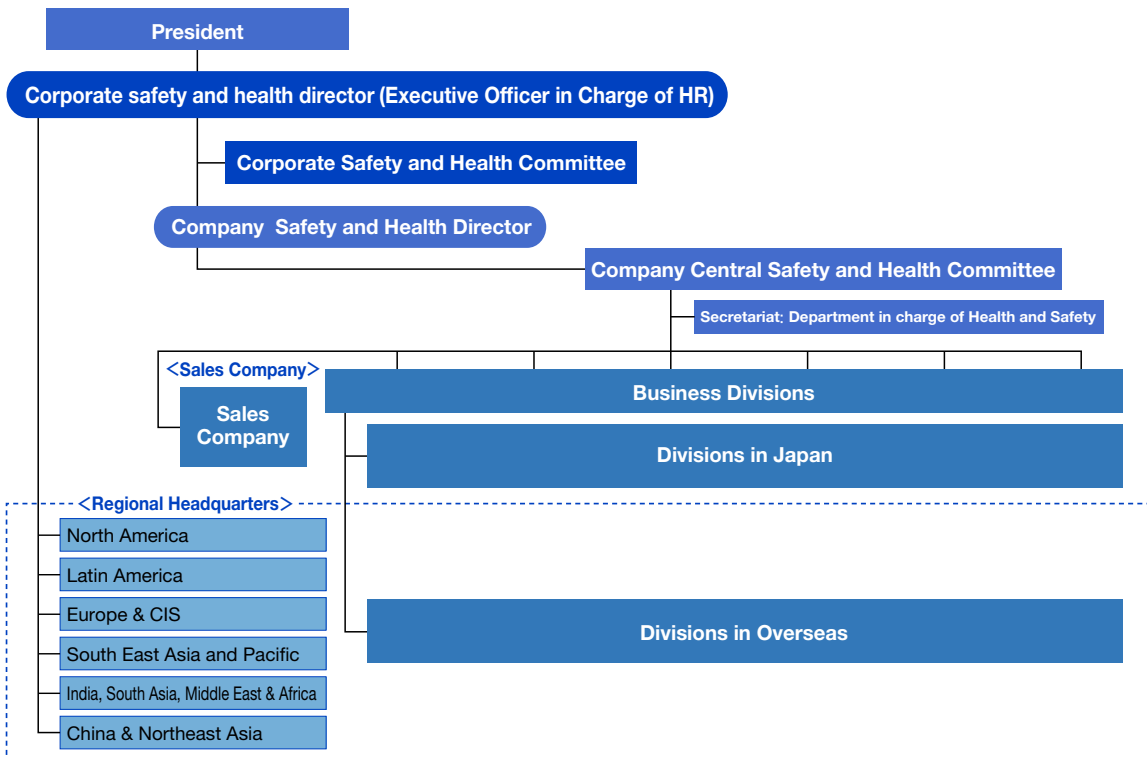 President
Corporate safety and health director (Executive Officer in Charge of HR)
Corporate Safety and Health Committee
Company  Safety and Health Director
Company Central Safety and Health Committee
Secretariat: Department in charge of Health and Safety
<Sales Company>
Sales
Company
Business Divisions
Divisions in Japan
<Regional Headquarters>
North America
Latin America
Europe & CIS
South East Asia and Pacific
India, South Asia, Middle East & Africa
China & Northeast Asia
Divisions in Overseas